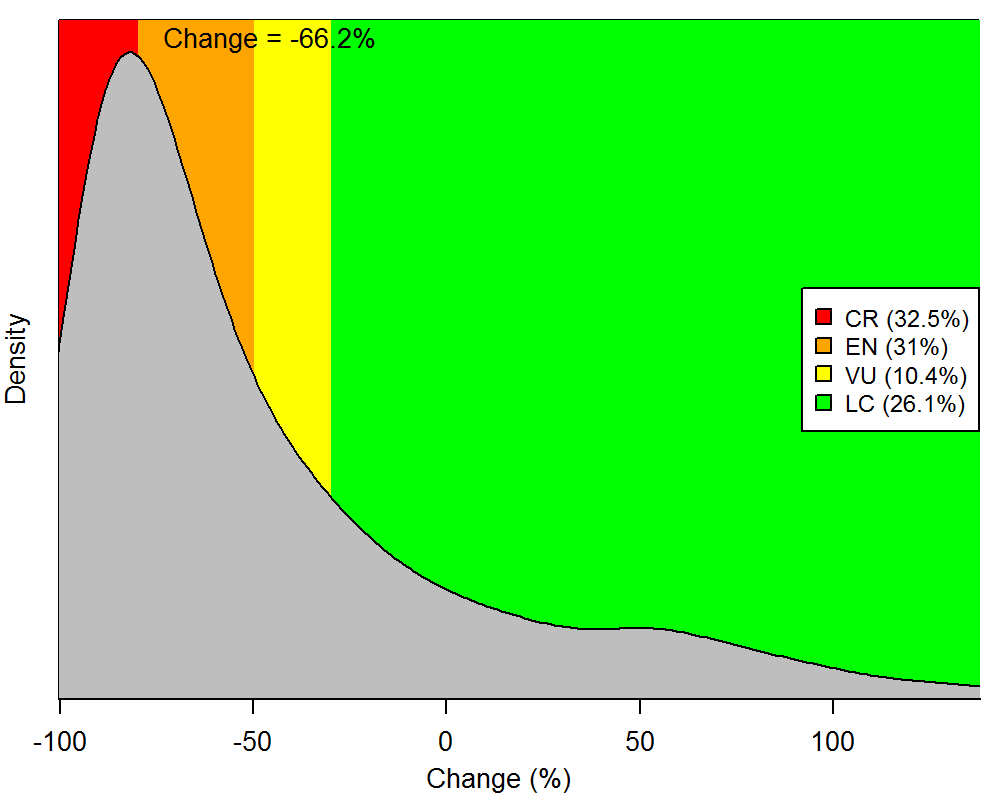 Change = -66.2%
Density
CR (32.5%)
EN (31%)
VU (10.4%)
LC (26.1%)
-100
-50
0
50
100
Change (%)